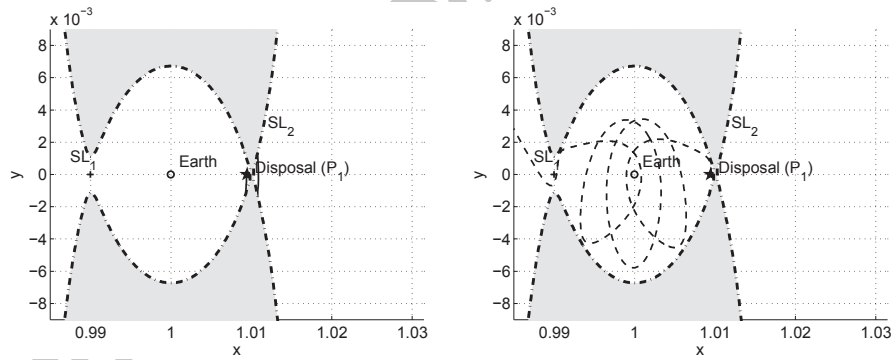 x 10⁻³
8
6
4
2
0
−2
−4
−6
−8
y
SL₁
Earth
SL₂
Disposal (P₁)
0.99
1
1.01
1.02
1.03
x
x 10⁻³
8
6
4
2
0
−2
−4
−6
−8
y
SL₁
Earth
SL₂
Disposal (P₁)
0.99
1
1.01
1.02
1.03
x